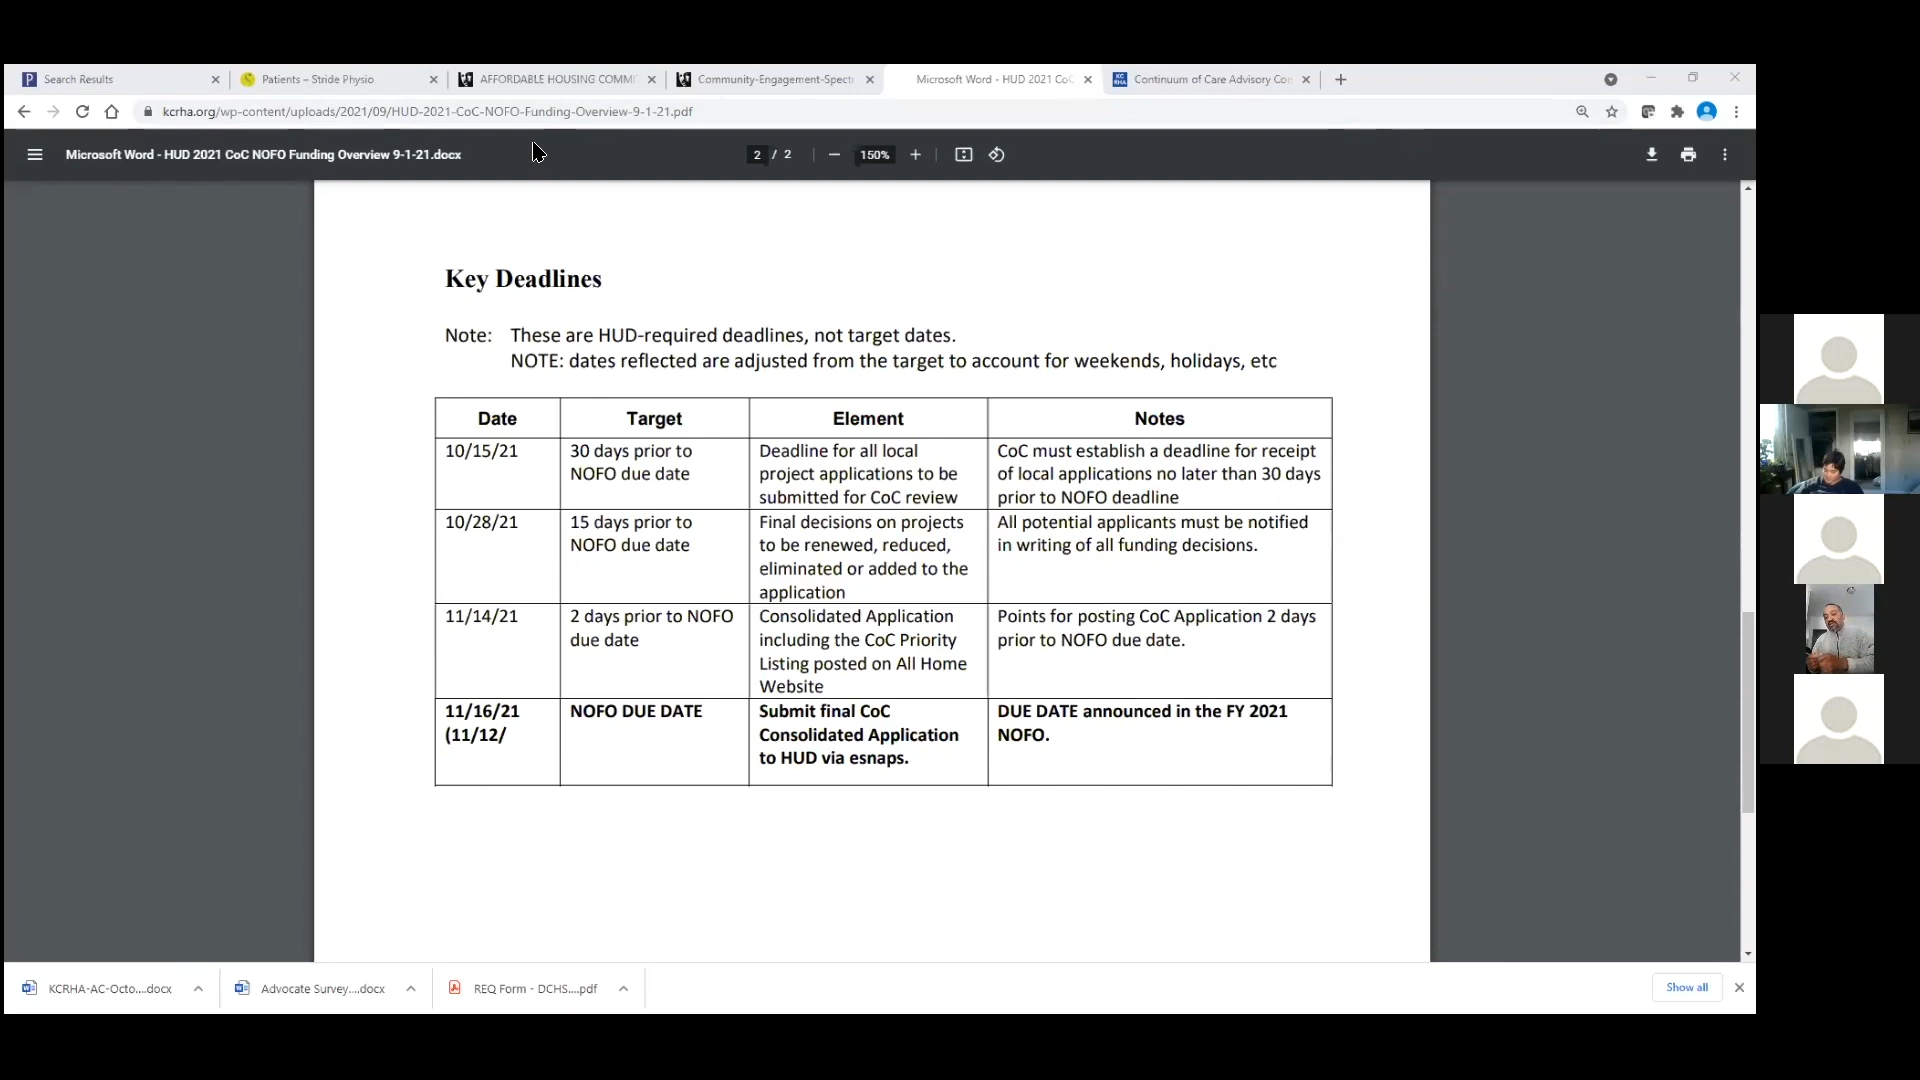 Search Results
Patients – Stride Physio
AFFORDABLE HOUSING COMMI
Community-Engagement-Spectr
Microsoft Word - HUD 2021 CoC
Continuum of Care Advisory Com
kcrha.org/wp-content/uploads/2021/09/HUD-2021-CoC-NOFO-Funding-Overview-9-1-21.pdf
Microsoft Word - HUD 2021 CoC NOFO Funding Overview 9-1-21.docx
2 / 2
150%
Key Deadlines
Note: These are HUD-required deadlines, not target dates.
NOTE: dates reflected are adjusted from the target to account for weekends, holidays, etc
Date Target Element Notes
10/15/21
30 days prior to
NOFO due date
Deadline for all local
project applications to be
submitted for CoC review
CoC must establish a deadline for receipt
of local applications no later than 30 days
prior to NOFO deadline
10/28/21
15 days prior to
NOFO due date
Final decisions on projects
to be renewed, reduced,
eliminated or added to the
application
All potential applicants must be notified
in writing of all funding decisions.
11/14/21
2 days prior to NOFO
due date
Consolidated Application
including the CoC Priority
Listing posted on All Home
Website
Points for posting CoC Application 2 days
prior to NOFO due date.
11/16/21
(11/12/
NOFO DUE DATE
Submit final CoC
Consolidated Application
to HUD via esnaps.
DUE DATE announced in the FY 2021
NOFO.
KCRHA-AC-Octo....docx
Advocate Survey....docx
REQ Form - DCHS....pdf
Show all